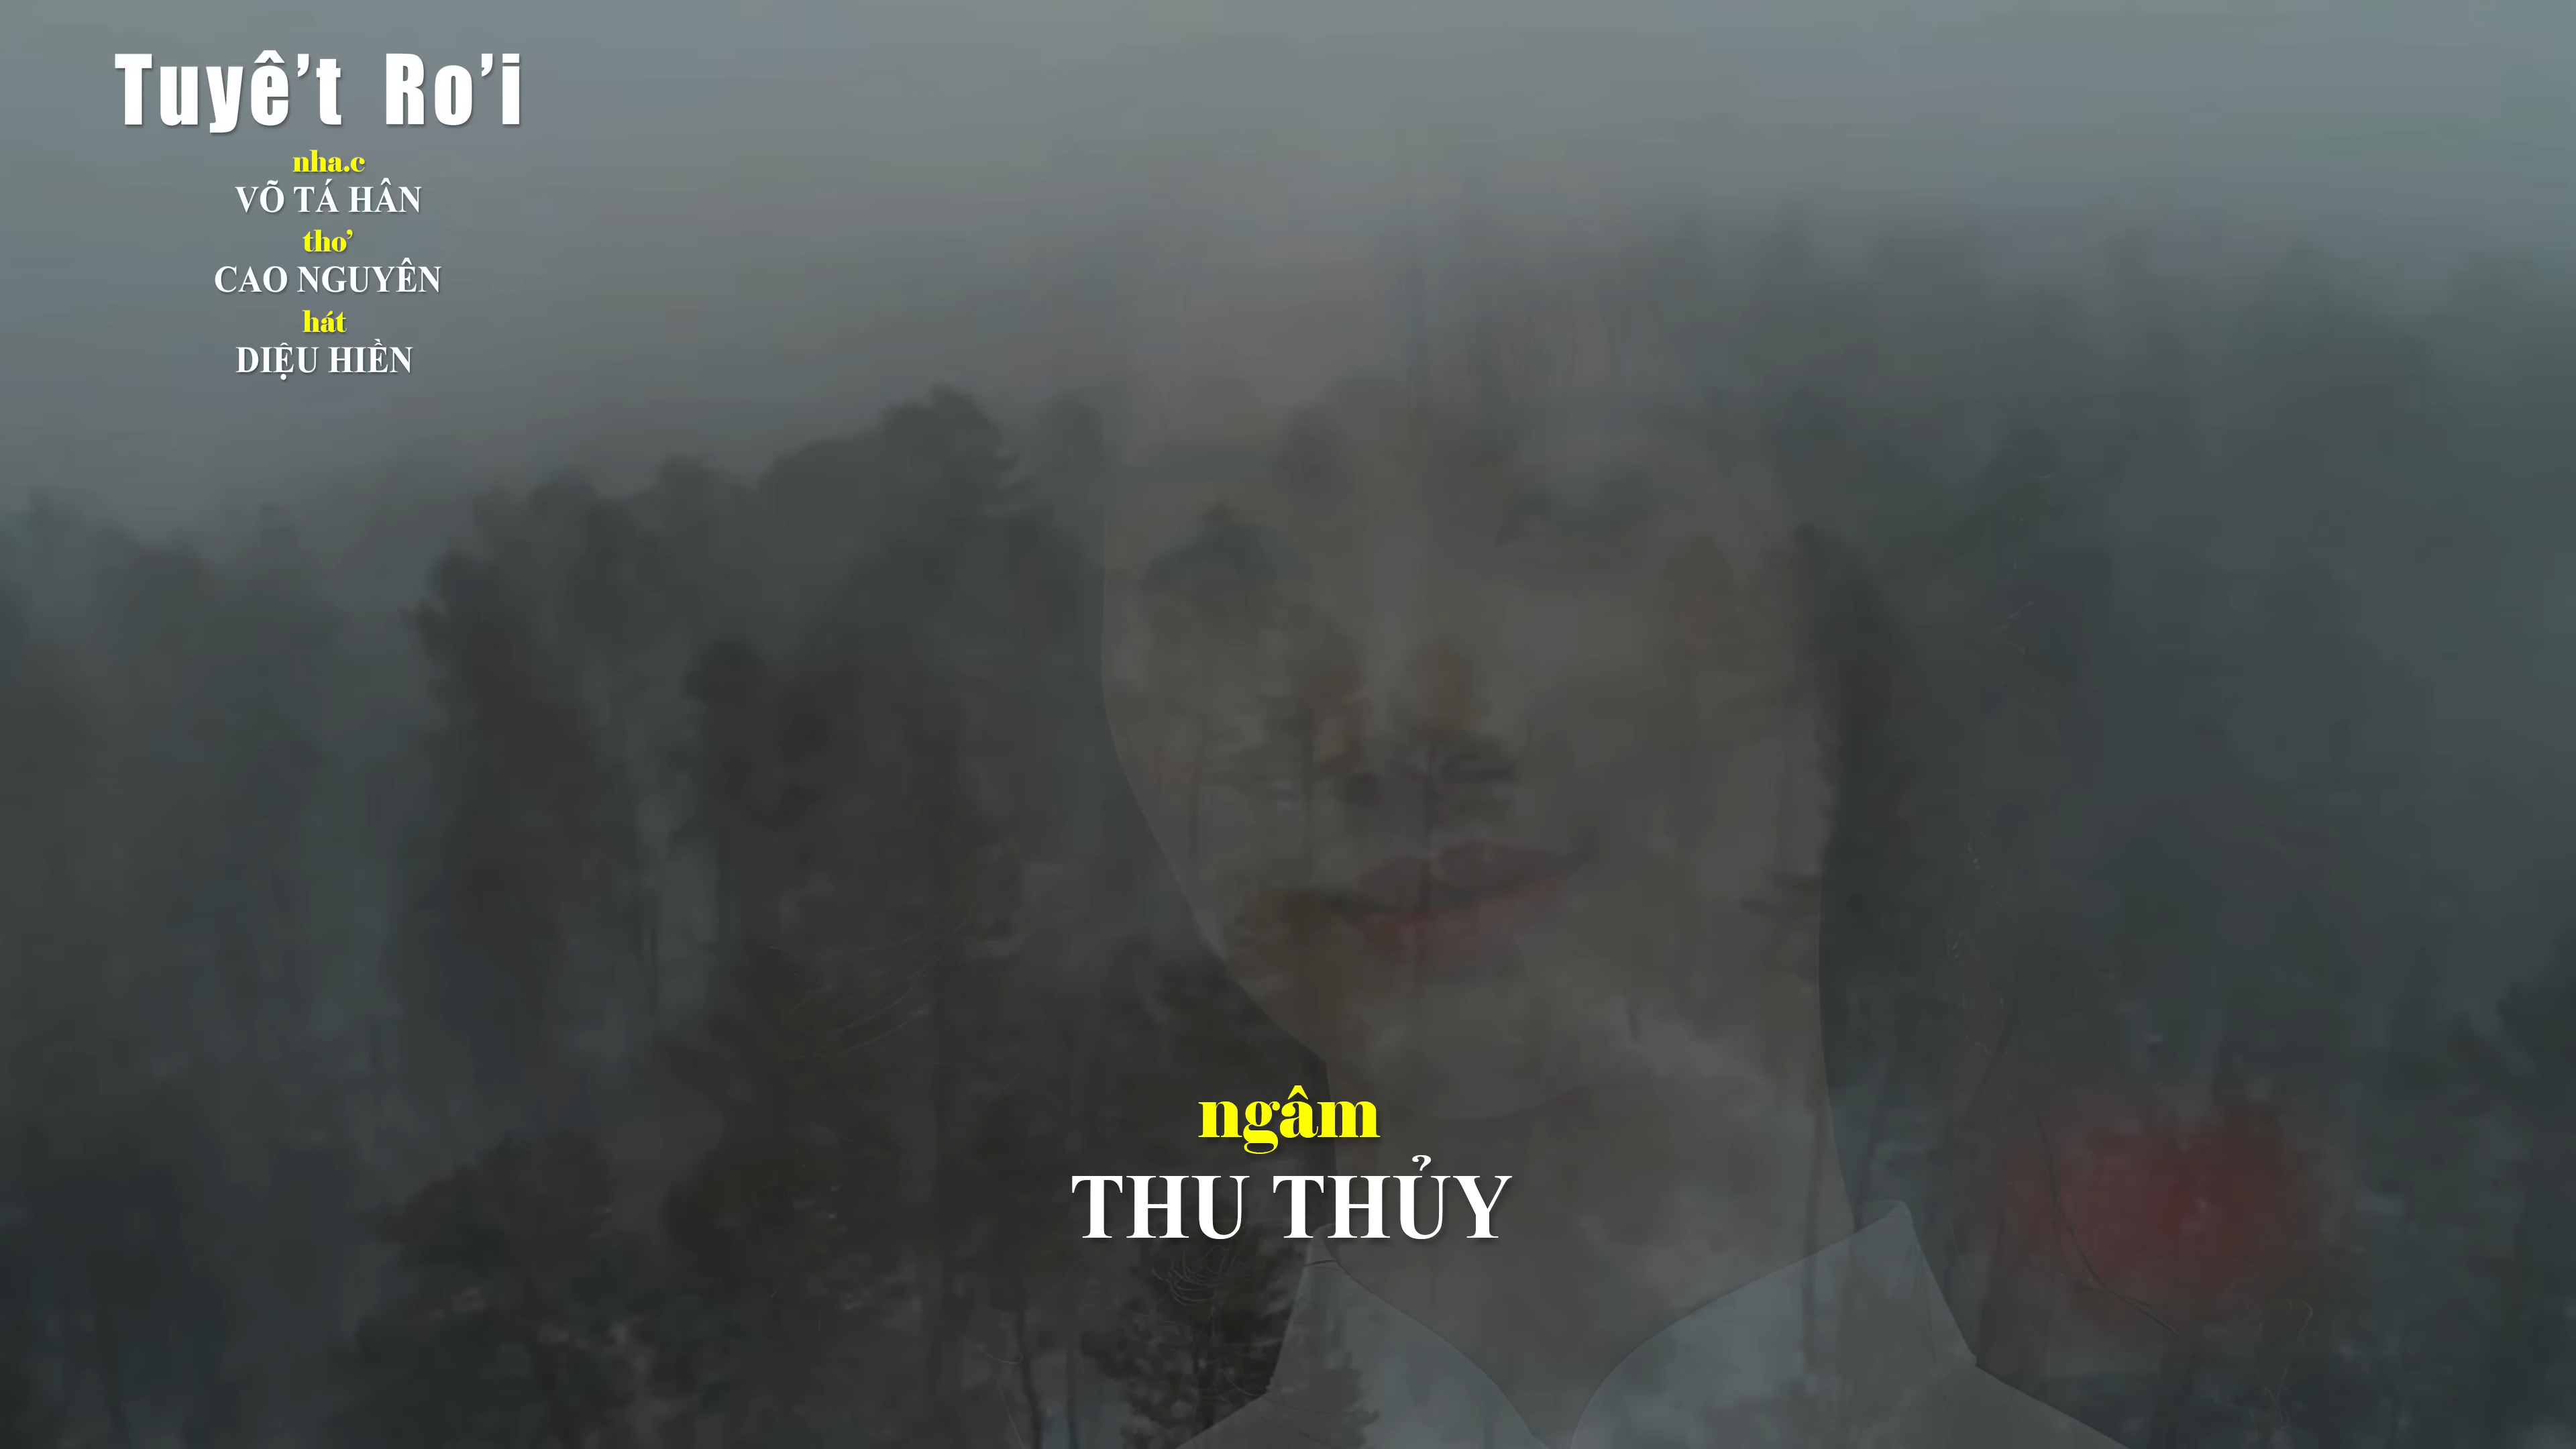 Tuyê’t Ro’i
nha.c
VÕ TÁ HÂN
tho’
CAO NGUYÊN
hát
DIỆU HIỀN
ngâm
THU THỦY